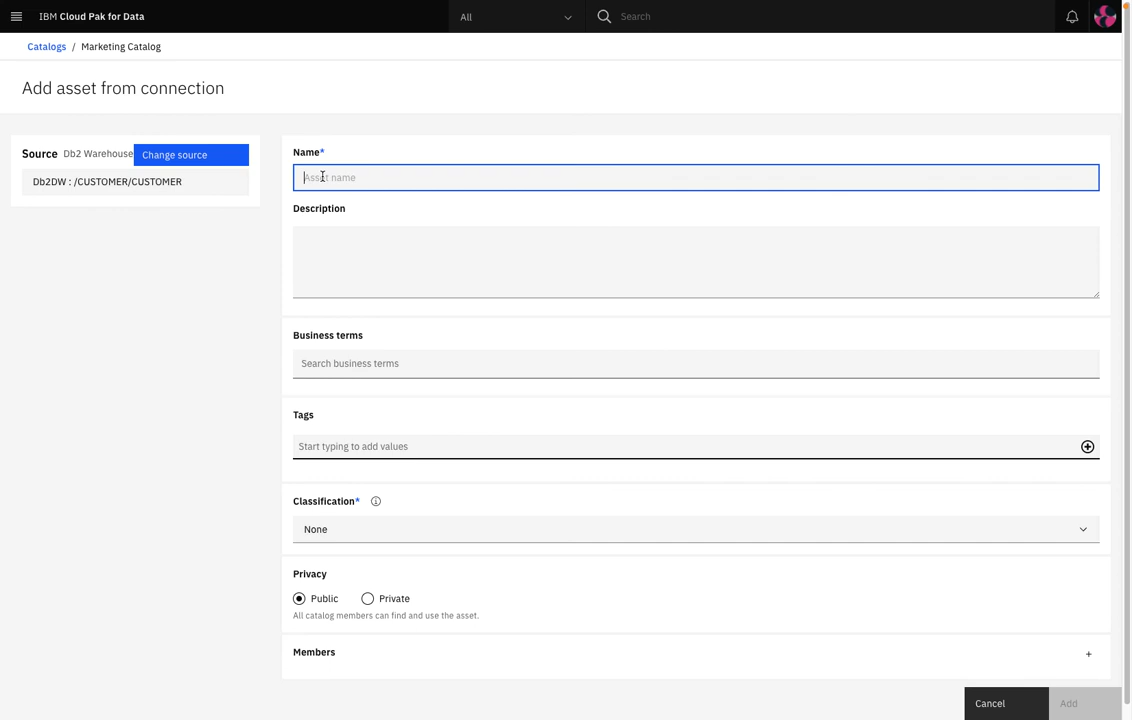 IBM Cloud Pak for Data
All
Search
Catalogs / Marketing Catalog
Add asset from connection
Source Db2 Warehouse Change source
Db2DW : /CUSTOMER/CUSTOMER
Name*
Asset name
Description
Business terms
Search business terms
Tags
Start typing to add values
Classification*
None
Privacy
Public Private
All catalog members can find and use the asset.
Members
Cancel Add